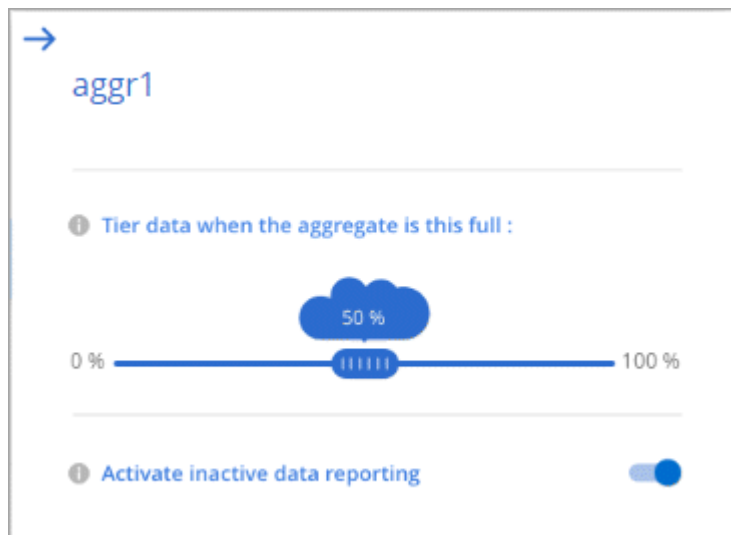 aggr1
Tier data when the aggregate is this full :
50 %
0 %
100 %
Activate inactive data reporting